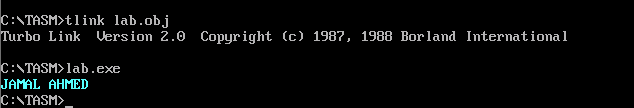 C:\TASM>tlink lab.obj
Turbo Link  Version 2.0  Copyright (c) 1987, 1988 Borland International
C:\TASM>lab.exe
JAMAL AHMED
C:\TASM>_